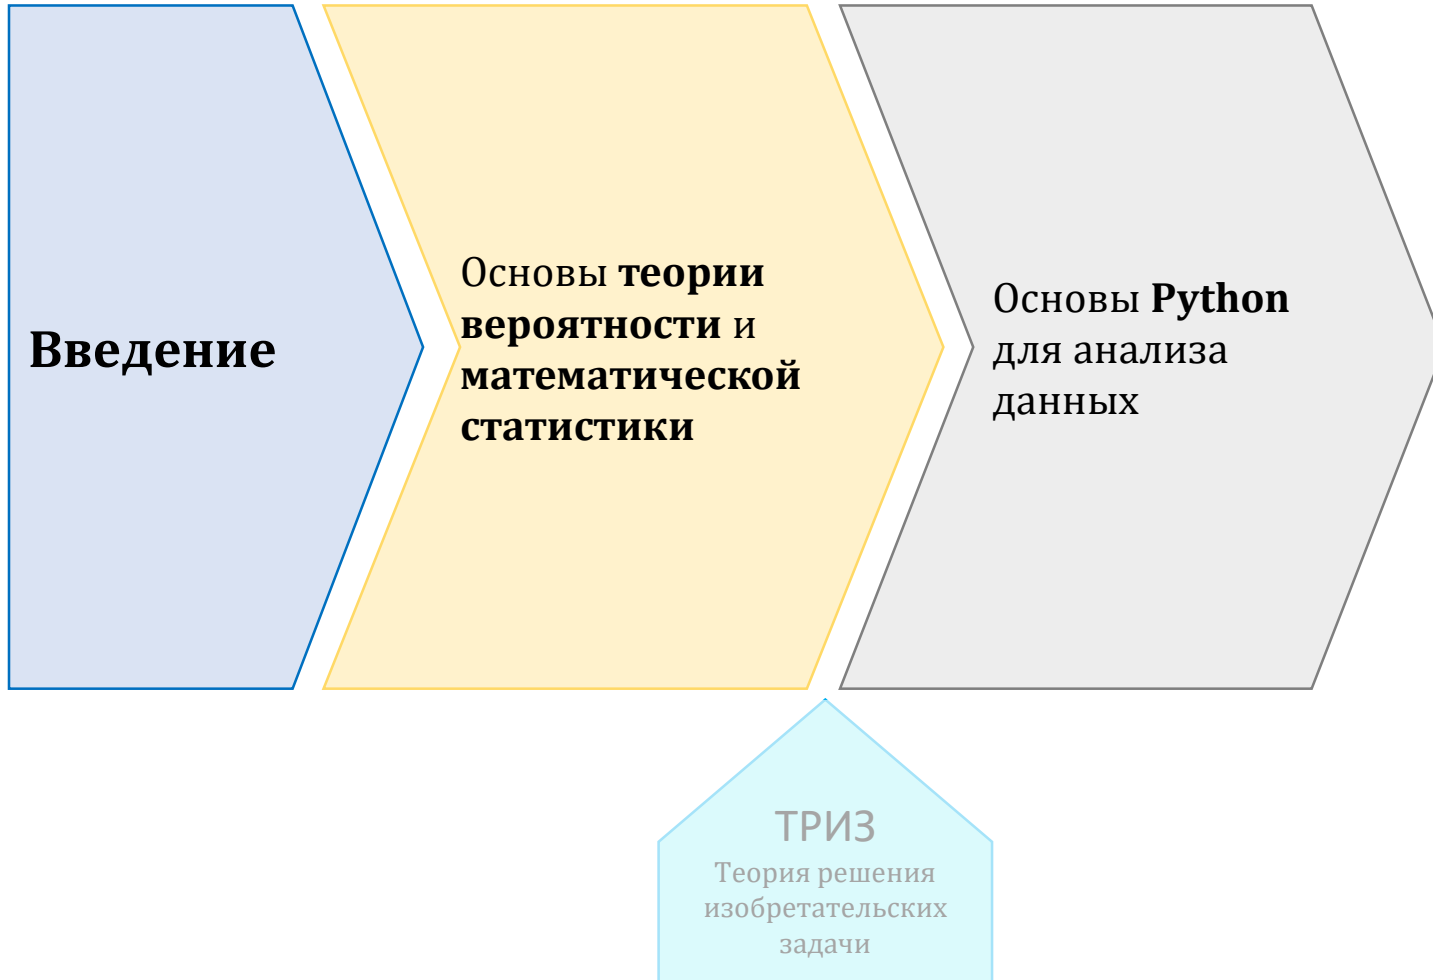 Введение
Основы теории
вероятности и
математической
статистики
Основы Python
для анализа
данных
ТРИЗ
Теория решения
изобретательских
задачи